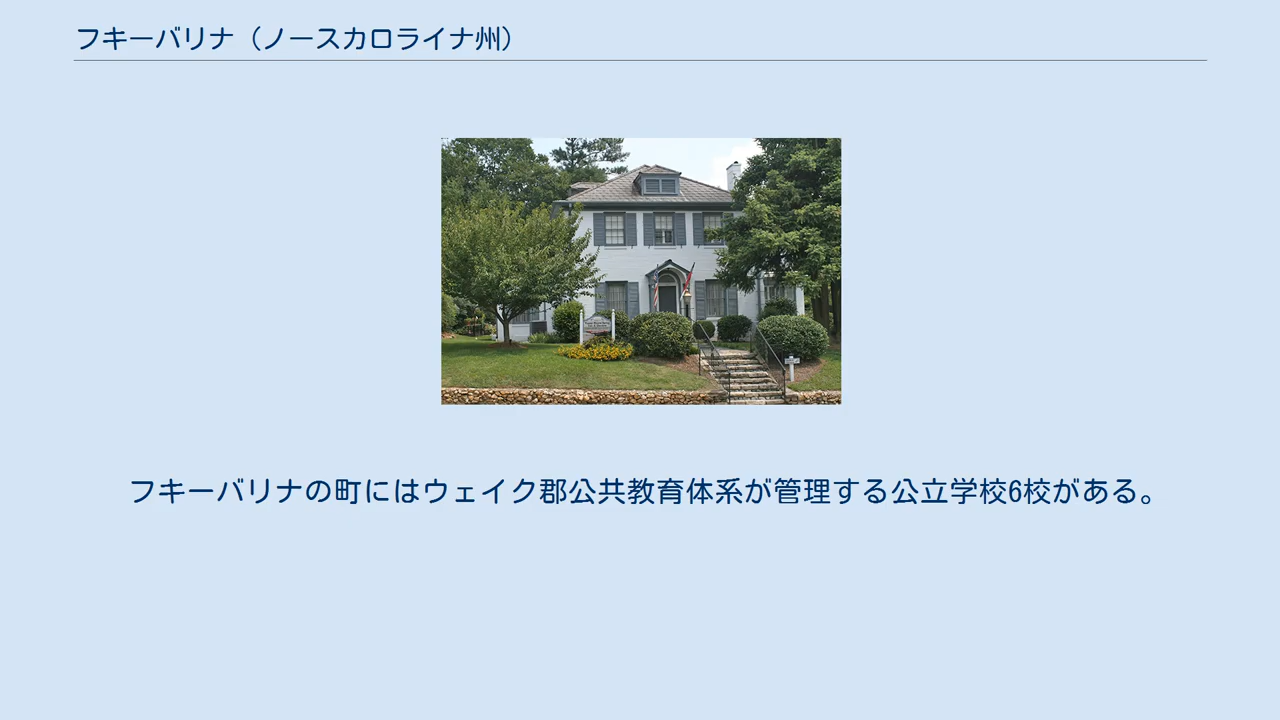 フキーバリナ（ノースカロライナ州）
フキーバリナの町にはウェイク郡公共教育体系が管理する公立学校6校がある。